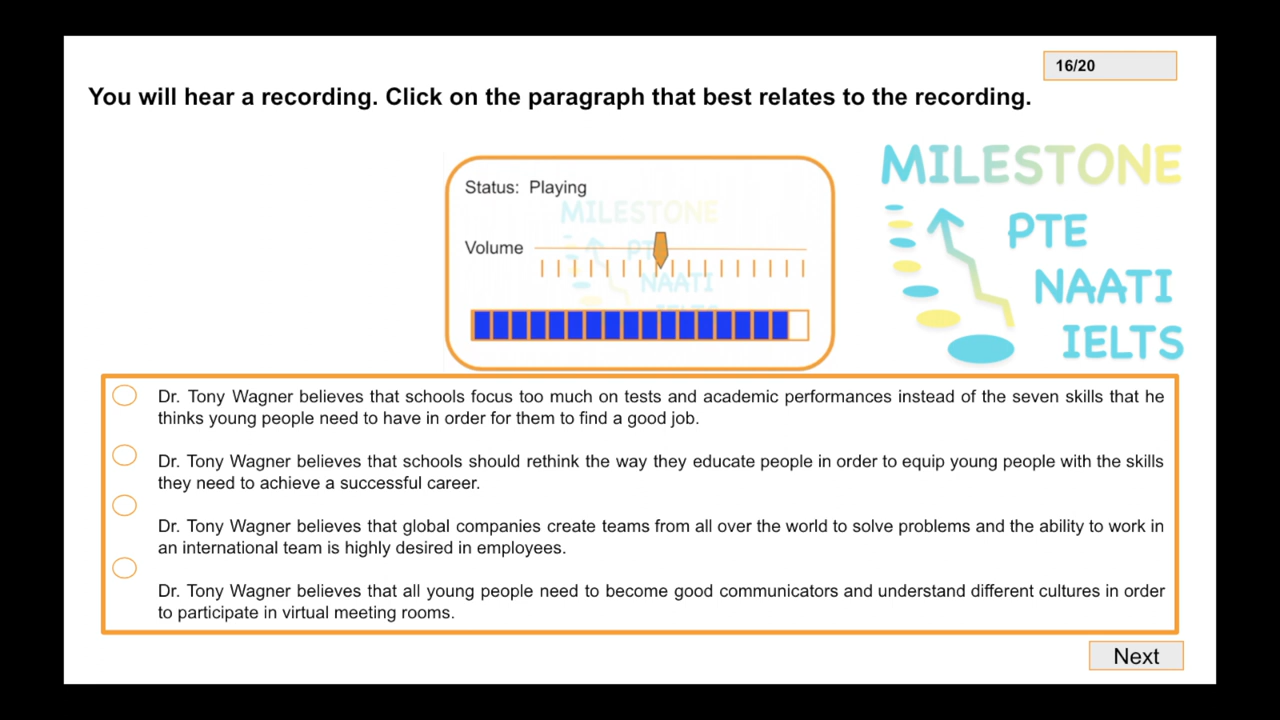 16/20
You will hear a recording. Click on the paragraph that best relates to the recording.
MILESTONE
PTE
NAATI
IELTS
Status: Playing
MILESTONE
Volume
PT
NAATI
Dr. Tony Wagner believes that schools focus too much on tests and academic performances instead of the seven skills that he
thinks young people need to have in order for them to find a good job.
Dr. Tony Wagner believes that schools should rethink the way they educate people in order to equip young people with the skills
they need to achieve a successful career.
Dr. Tony Wagner believes that global companies create teams from all over the world to solve problems and the ability to work in
an international team is highly desired in employees.
Dr. Tony Wagner believes that all young people need to become good communicators and understand different cultures in order
to participate in virtual meeting rooms.
Next